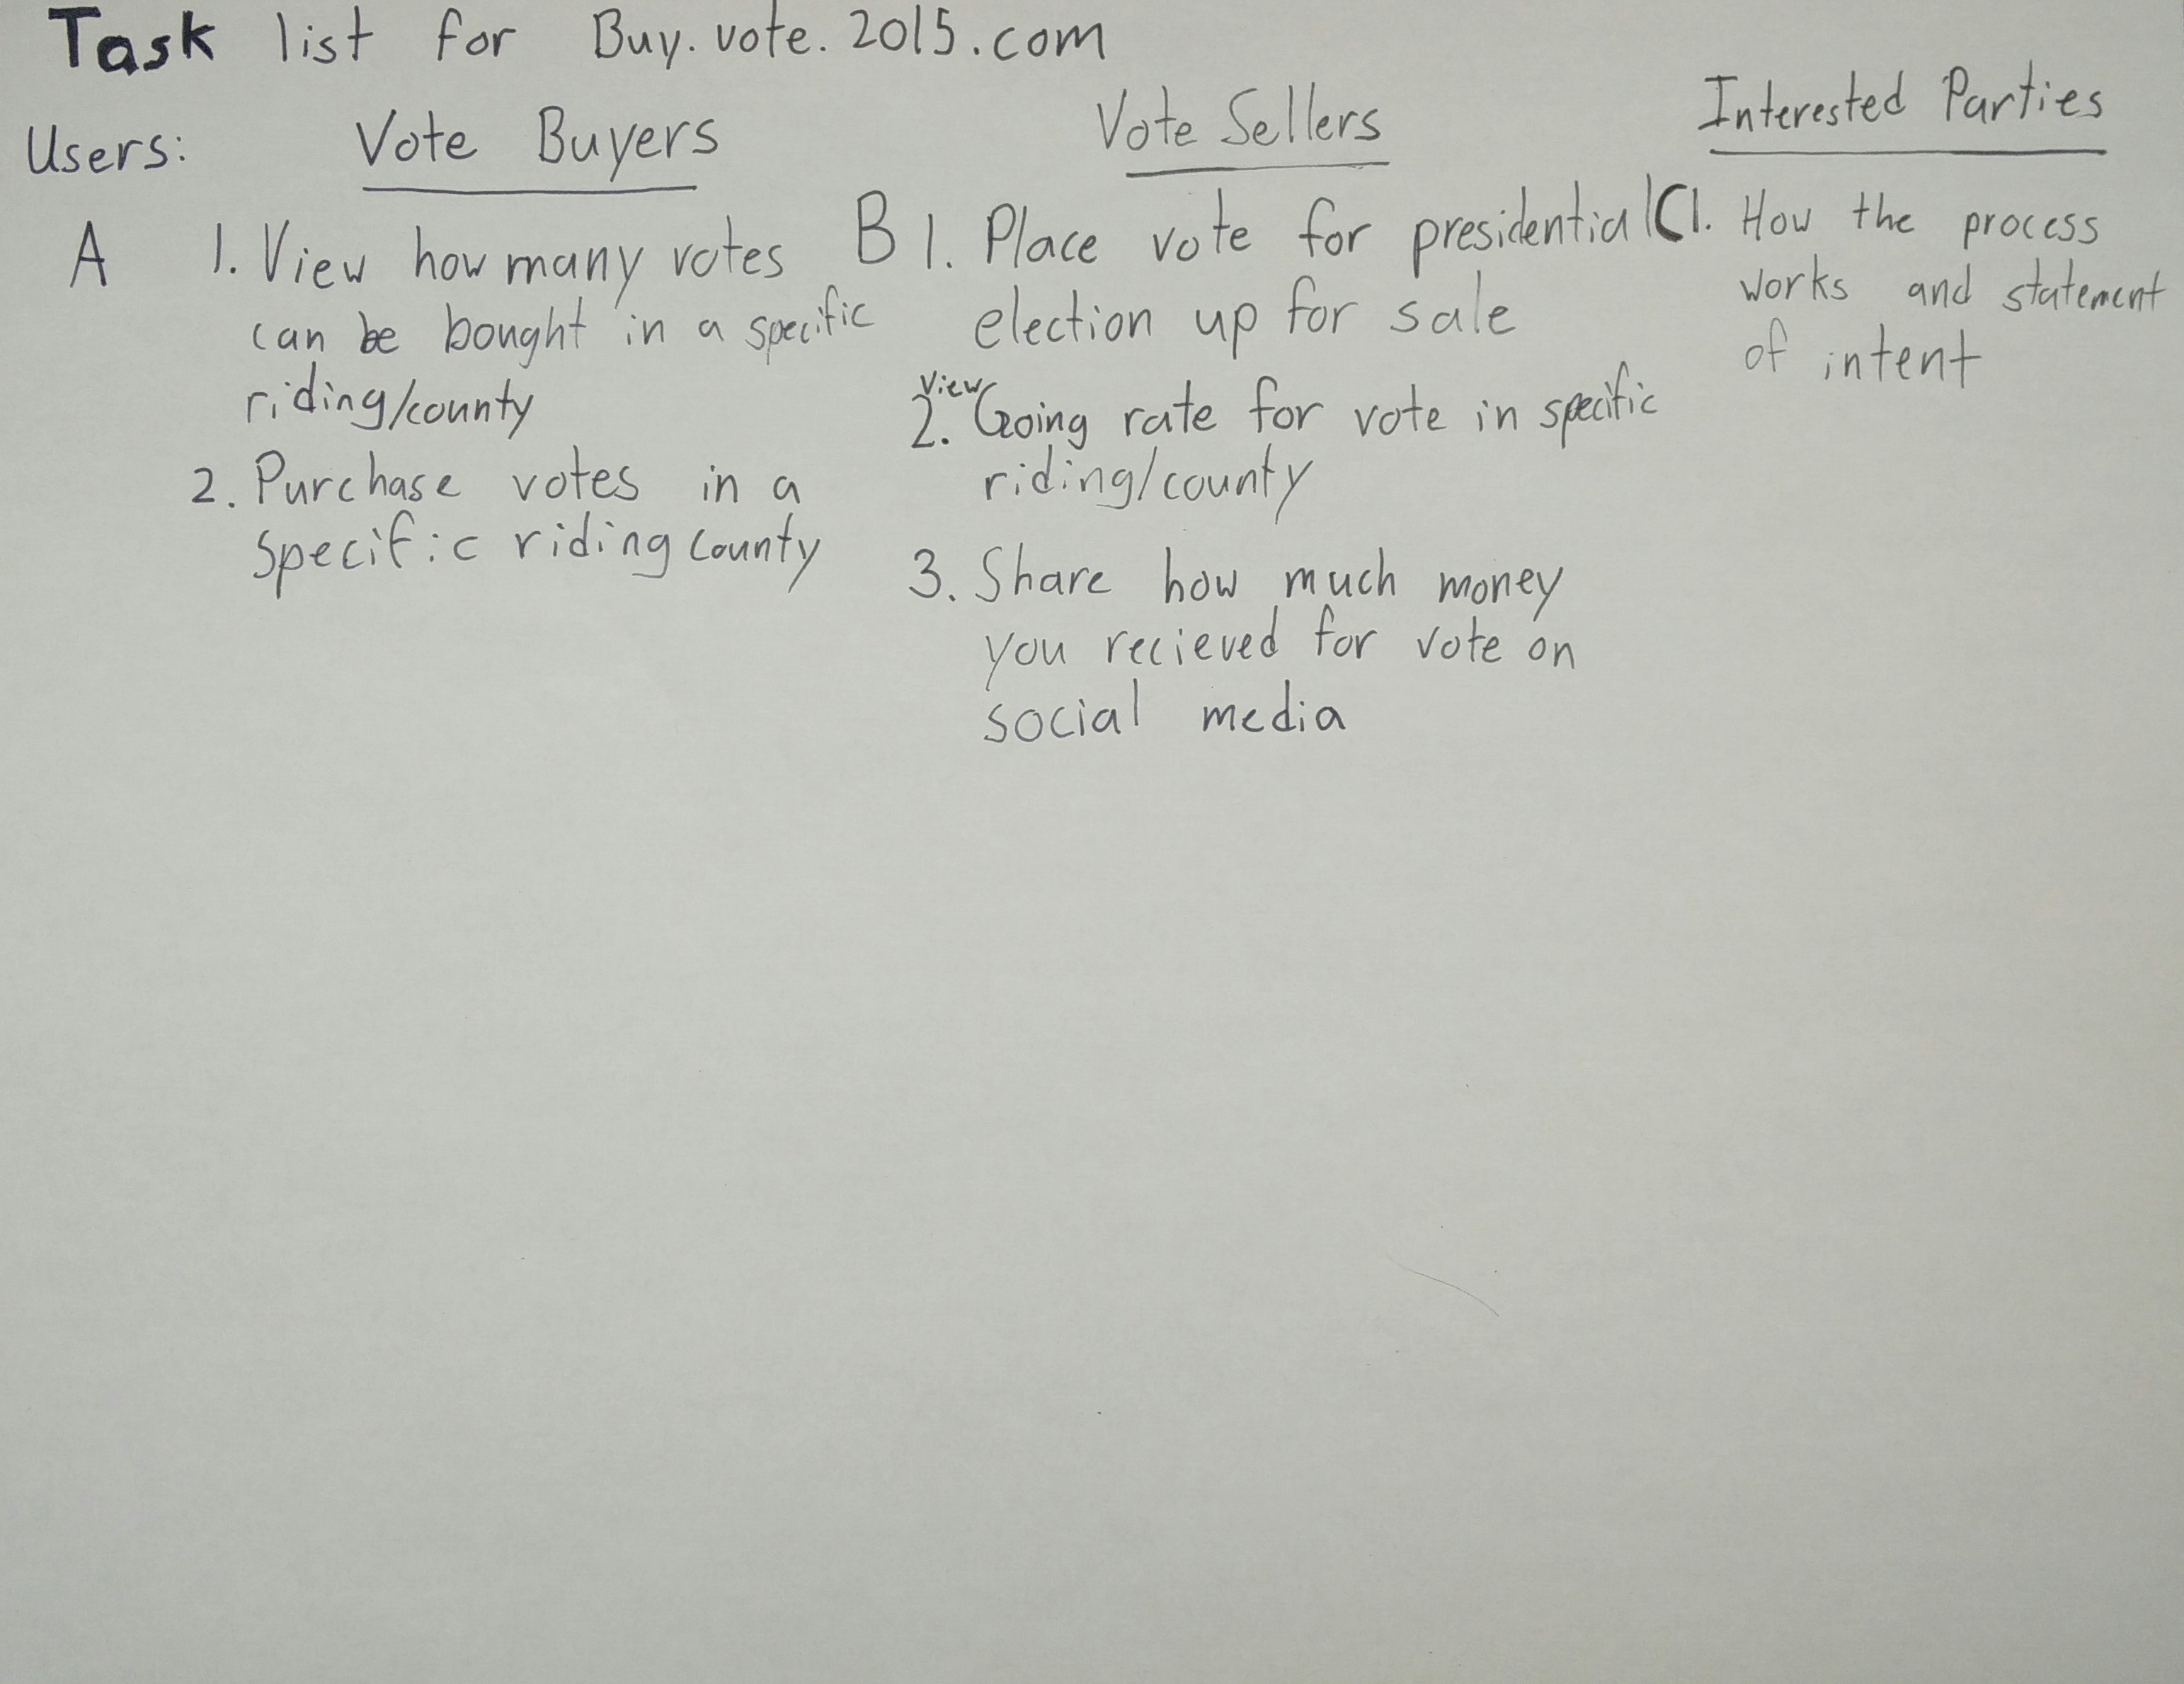 Task list for Buy.vote.2015.com
Users:
Vote Buyers
A 1. View how many votes
can be bought in a specific
riding/county
2. Purchase votes in a
specific riding county
Vote Sellers
B 1. Place vote for presidential
election up for sale
2. View Going rate for vote in specific
riding/county
3. Share how much money
you recieved for vote on
social media
Interested Parties
C1. How the process
works and statement
of intent